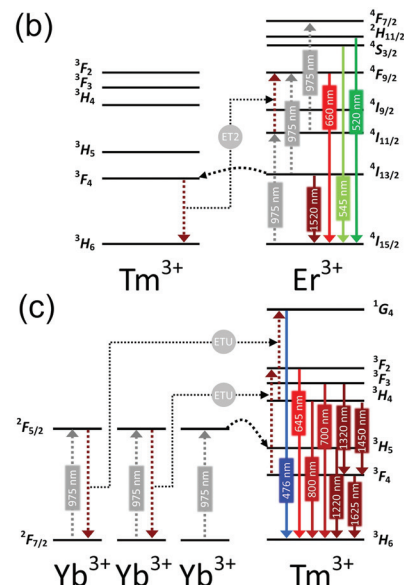 (b)
³F₂
³F₃
³H₄
³H₅
³F₄
³H₆
Tm³⁺
ET2
⁴F₇/₂
²H₁₁/₂
⁴S₃/₂
⁴F₉/₂
⁴I₉/₂
⁴I₁₁/₂
⁴I₁₃/₂
⁴I₁₅/₂
975 nm
975 nm
975 nm
1520 nm
660 nm
545 nm
520 nm
Er³⁺
(c)
ETU
ETU
²F₅/₂
²F₇/₂
975 nm
975 nm
975 nm
Yb³⁺ Yb³⁺ Yb³⁺
¹G₄
³F₂
³F₃
³H₄
³H₅
³F₄
³H₆
476 nm
645 nm
800 nm
700 nm
1220 nm
1320 nm
1625 nm
1450 nm
Tm³⁺